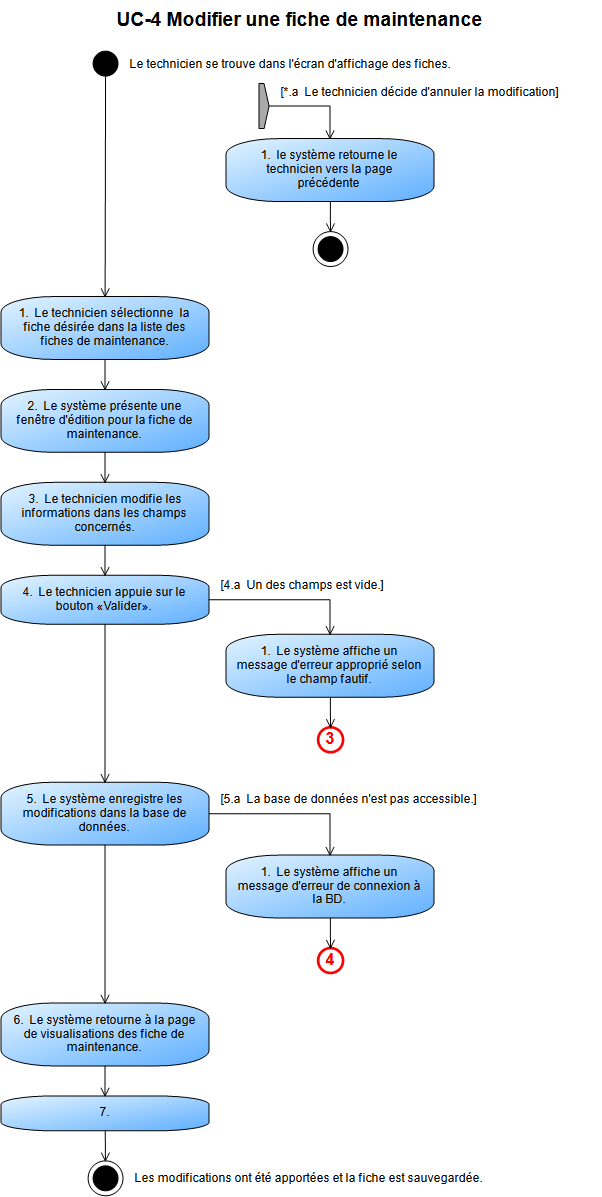 UC-4 Modifier une fiche de maintenance
Le technicien se trouve dans l'écran d'affichage des fiches.
[*.a  Le technicien décide d'annuler la modification]
1.  le système retourne le
technicien vers la page
précédente
1.  Le technicien sélectionne  la
fiche désirée dans la liste des
fiches de maintenance.
2.  Le système présente une
fenêtre d'édition pour la fiche de
maintenance.
3.  Le technicien modifie les
informations dans les champs
concernés.
4.  Le technicien appuie sur le
bouton «Valider».
[4.a  Un des champs est vide.]
1.  Le système affiche un
message d'erreur approprié selon
le champ fautif.
3
5.  Le système enregistre les
modifications dans la base de
données.
[5.a  La base de données n'est pas accessible.]
1.  Le système affiche un
message d'erreur de connexion à
la BD.
4
6.  Le système retourne à la page
de visualisations des fiche de
maintenance.
7.
Les modifications ont été apportées et la fiche est sauvegardée.